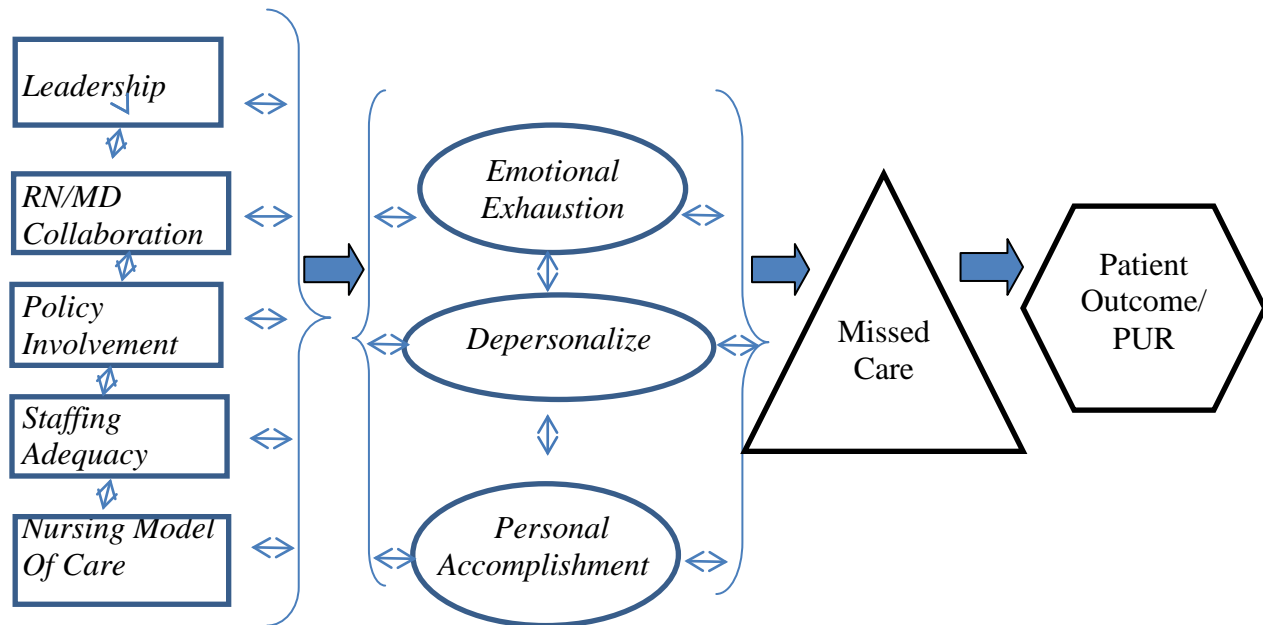 Leadership
RN/MD
Collaboration
Policy
Involvement
Staffing
Adequacy
Nursing Model
Of Care
Emotional
Exhaustion
Depersonalize
Personal
Accomplishment
Missed
Care
Patient
Outcome/
PUR